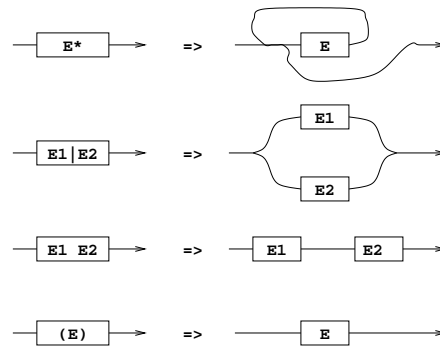 E* => E
E1|E2 => E1
E2
E1 E2 => E1 E2
(E) => E